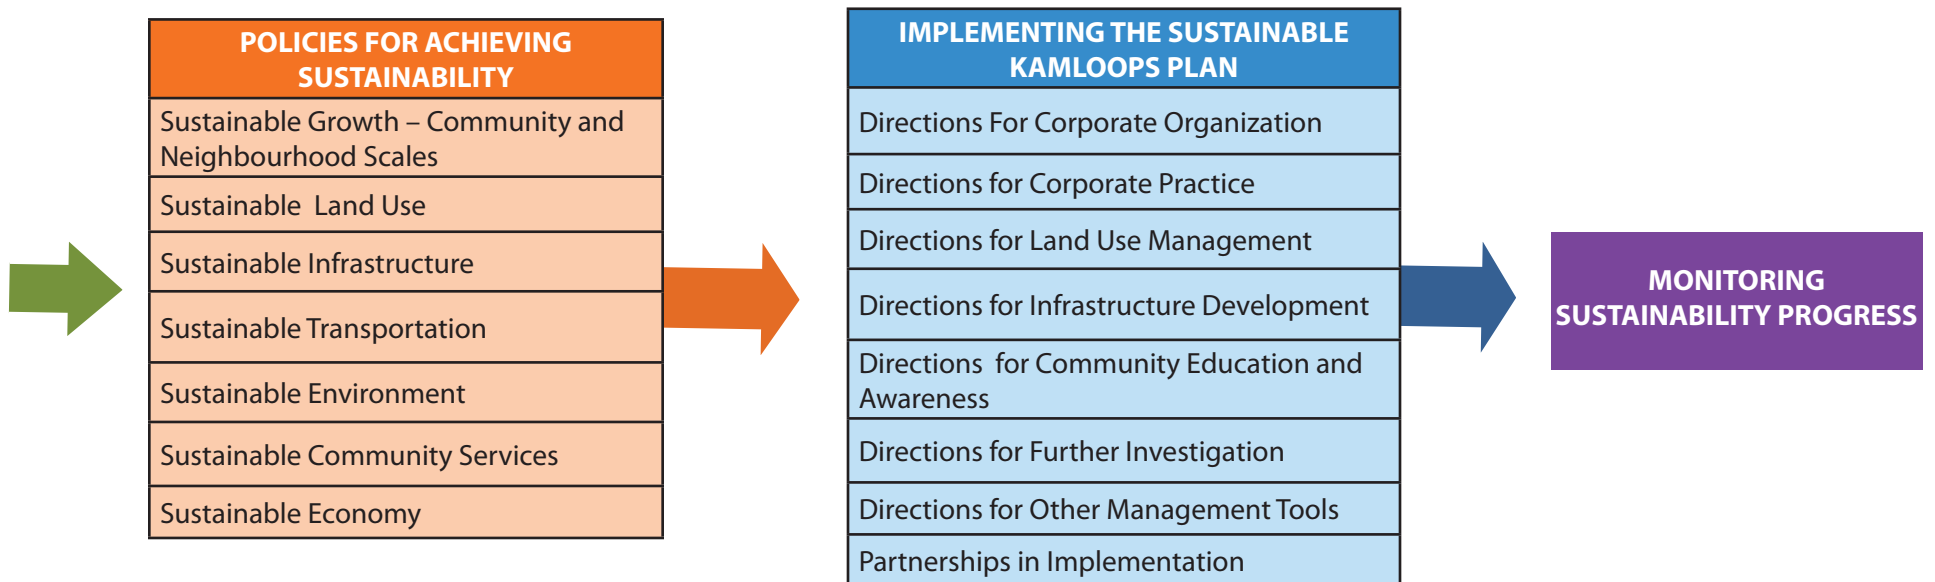 POLICIES FOR ACHIEVING
SUSTAINABILITY
Sustainable Growth – Community and
Neighbourhood Scales
Sustainable Land Use
Sustainable Infrastructure
Sustainable Transportation
Sustainable Environment
Sustainable Community Services
Sustainable Economy
IMPLEMENTING THE SUSTAINABLE
KAMLOOPS PLAN
Directions For Corporate Organization
Directions for Corporate Practice
Directions for Land Use Management
Directions for Infrastructure Development
Directions for Community Education and
Awareness
Directions for Further Investigation
Directions for Other Management Tools
Partnerships in Implementation
MONITORING
SUSTAINABILITY PROGRESS